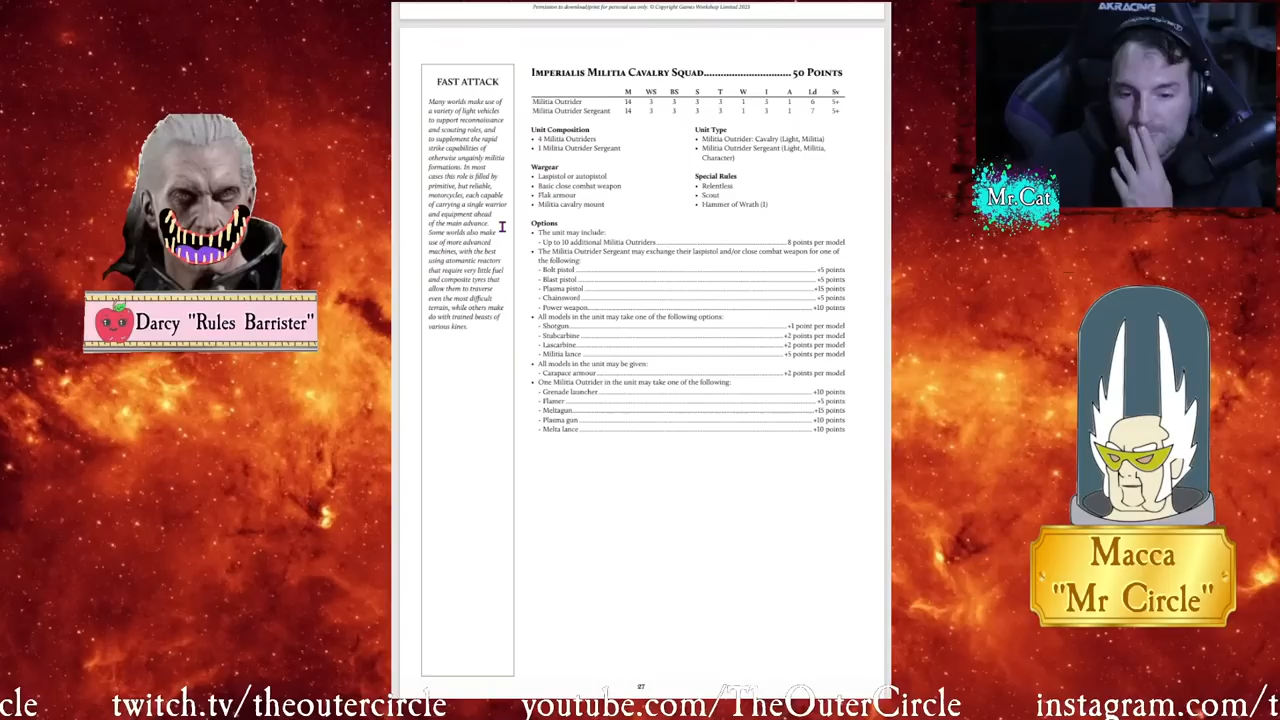 Permission to download/print for personal use only. © Copyright Games Workshop Limited 2023
AKRACING
FAST ATTACK
Many worlds make use of
a variety of light vehicles
to support reconnaissance
and scouting roles, and
to supplement the rapid
strike capabilities of
otherwise ungainly militia
formations. In most
cases this role is filled by
primitive, but reliable,
motorcycles, each capable
of carrying a single warrior
and equipment ahead
of the main advance.
Some worlds also make
use of more advanced
machines, with the best
using atomantic reactors
that require very little fuel
and composite tyres that
allow them to traverse
even the most difficult
terrain, while others make
do with trained beasts of
various kines.
Imperialis Militia Cavalry Squad............................... 50 Points
M WS BS S T W I A Ld Sv
Militia Outrider 14 3 3 3 3 1 3 1 6 5+
Militia Outrider Sergeant 14 3 3 3 3 1 3 1 7 5+
Unit Composition
• 4 Militia Outriders
• 1 Militia Outrider Sergeant
Unit Type
• Militia Outrider: Cavalry (Light, Militia)
• Militia Outrider Sergeant (Light, Militia,
Character)
Wargear
• Laspistol or autopistol
• Basic close combat weapon
• Flak armour
• Militia cavalry mount
Special Rules
• Relentless
• Scout
• Hammer of Wrath (1)
Options
• The unit may include:
- Up to 10 additional Militia Outriders 8 points per model
• The Militia Outrider Sergeant may exchange their laspistol and/or close combat weapon for one of
the following:
- Bolt pistol +5 points
- Blast pistol +5 points
- Plasma pistol +15 points
- Chainsword +5 points
- Power weapon +10 points
• All models in the unit may take one of the following options:
- Shotgun +1 point per model
- Stubcarbine +2 points per model
- Lascarbine +2 points per model
- Militia lance +5 points per model
• All models in the unit may be given:
- Carapace armour +2 points per model
• One Militia Outrider in the unit may take one of the following:
- Grenade launcher +10 points
- Flamer +5 points
- Meltagun +15 points
- Plasma gun +10 points
- Melta lance +10 points
27
Mr.Cat
Darcy "Rules Barrister"
Macca
"Mr Circle"
cle twitch.tv/theoutercircle youtube.com/TheOuterCircle instagram.com/t